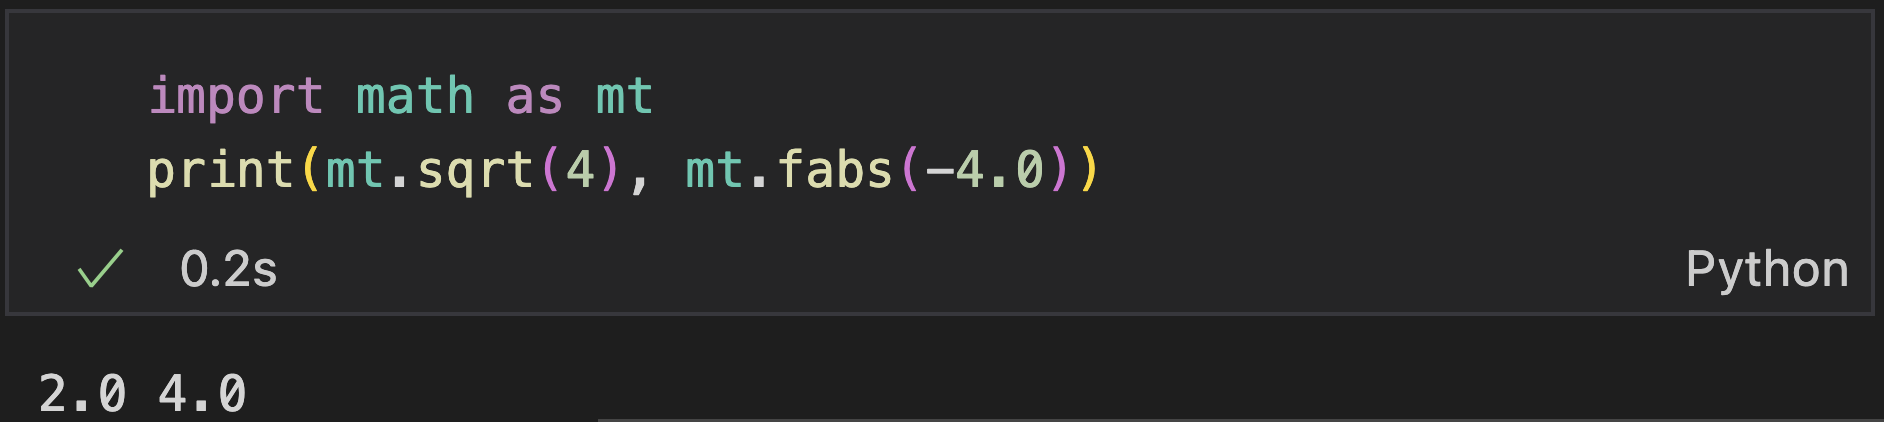 import math as mt
print(mt.sqrt(4), mt.fabs(-4.0))
0.2s
Python
2.0 4.0